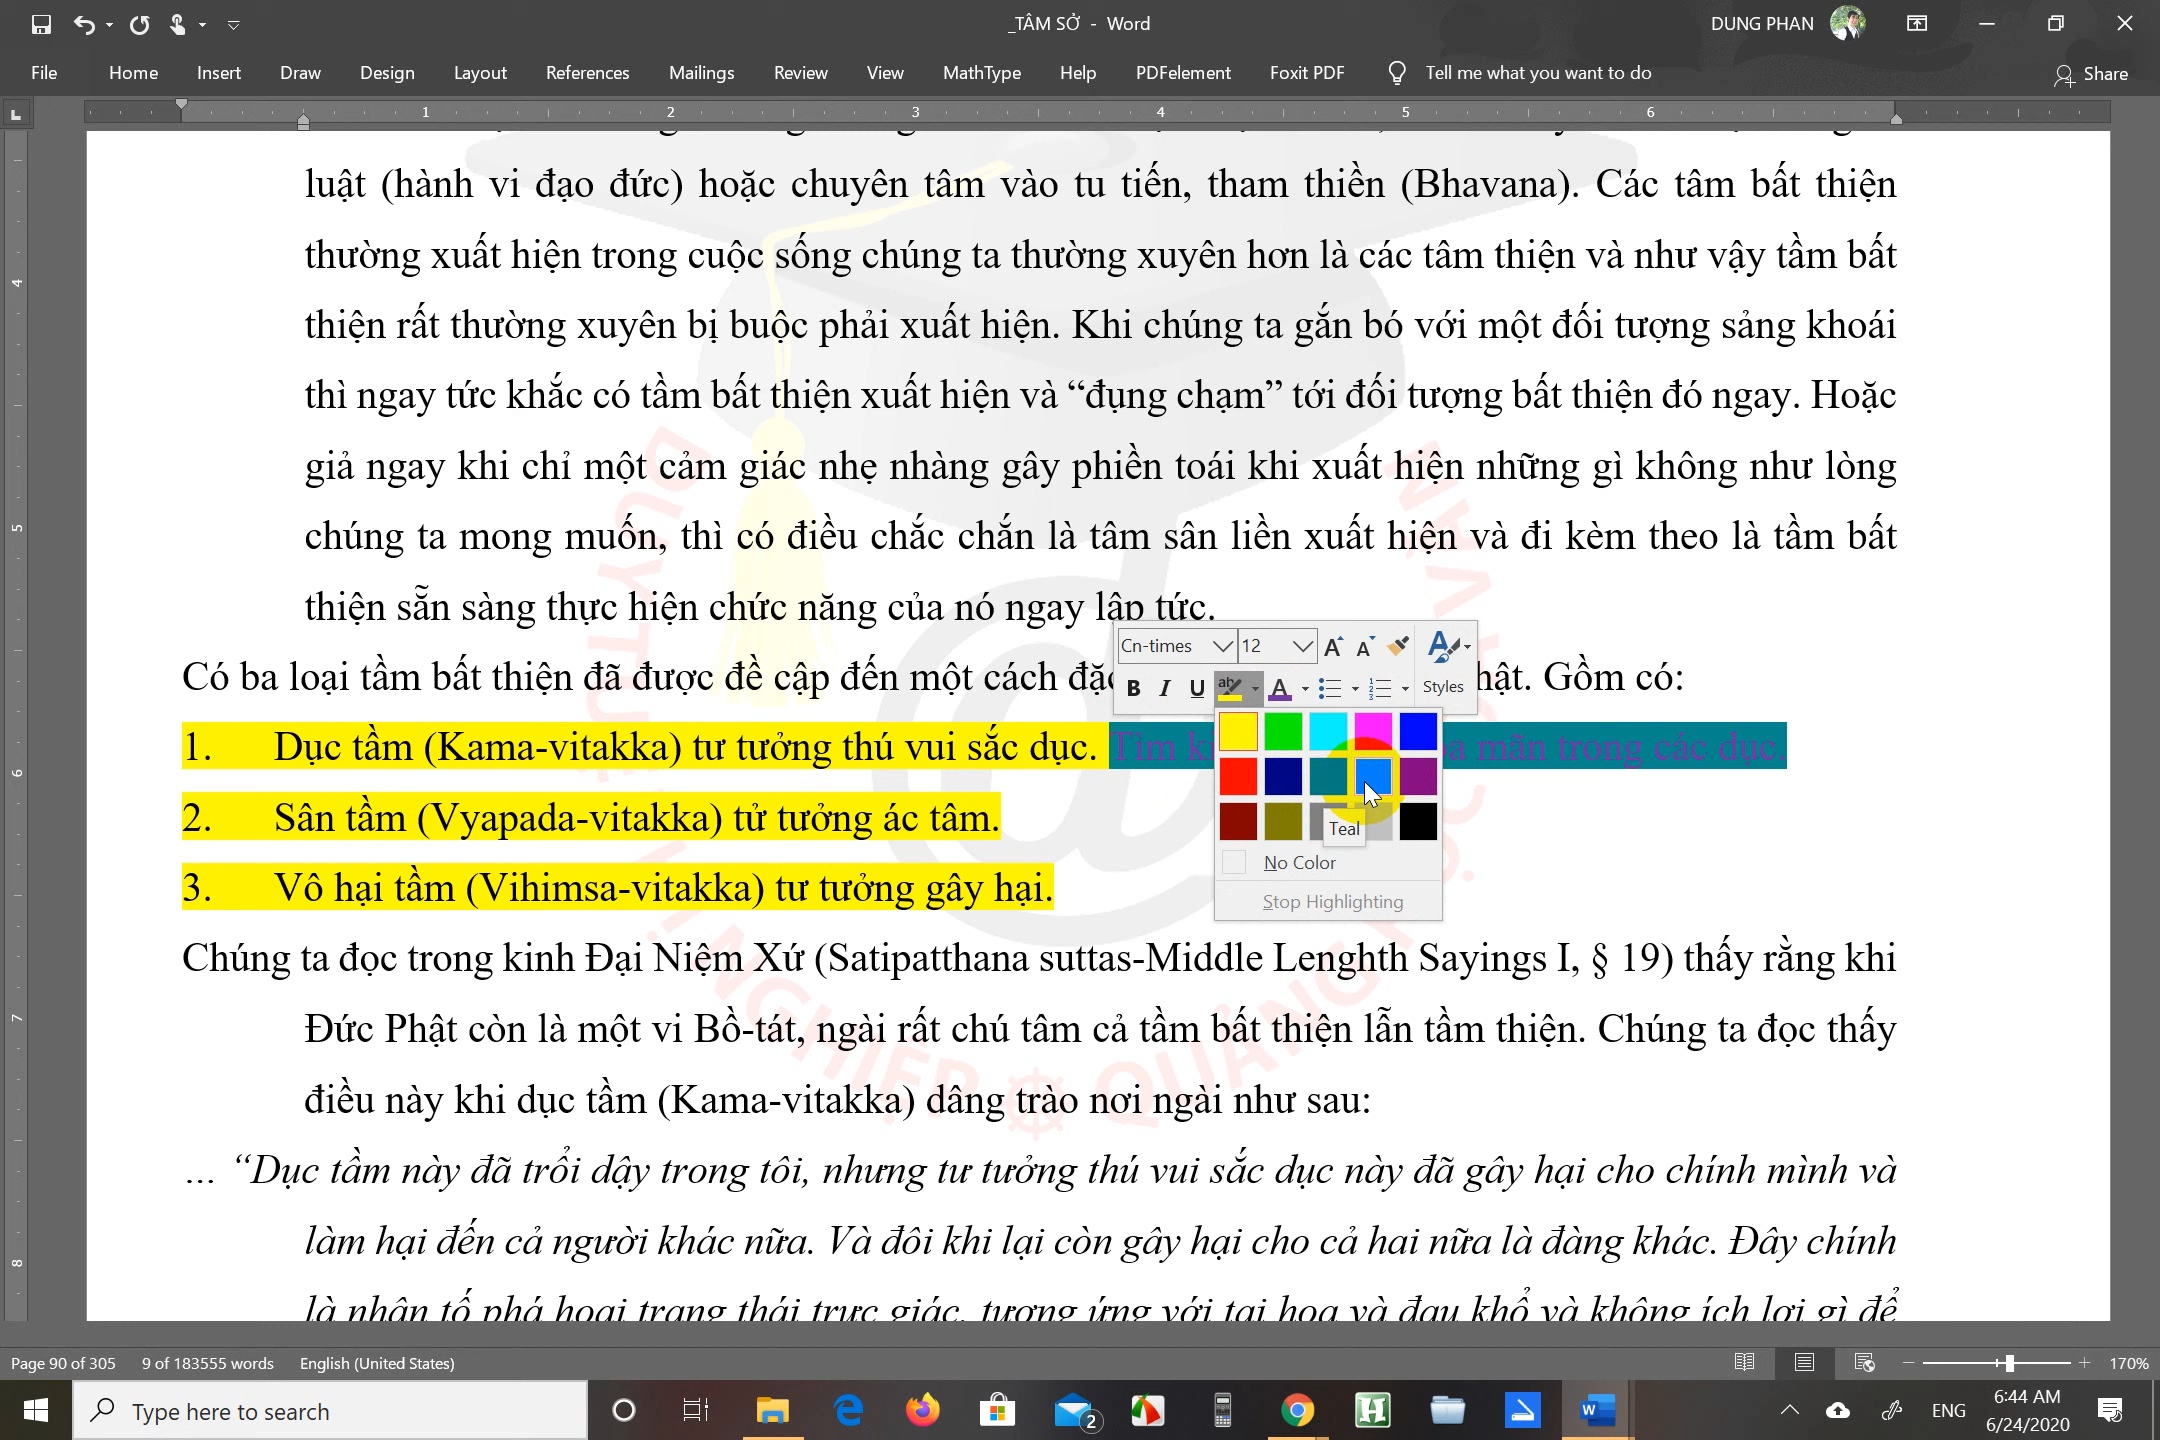 _TÂM SỞ - Word
DUNG PHAN
File Home Insert Draw Design Layout References Mailings Review View MathType Help PDFelement Foxit PDF Tell me what you want to do Share
1 2 3 4 5 6
luật (hành vi đạo đức) hoặc chuyên tâm vào tu tiến, tham thiền (Bhavana). Các tâm bất thiện
thường xuất hiện trong cuộc sống chúng ta thường xuyên hơn là các tâm thiện và như vậy tầm bất
thiện rất thường xuyên bị buộc phải xuất hiện. Khi chúng ta gắn bó với một đối tượng sảng khoái
thì ngay tức khắc có tầm bất thiện xuất hiện và “đụng chạm” tới đối tượng bất thiện đó ngay. Hoặc
giả ngay khi chỉ một cảm giác nhẹ nhàng gây phiền toái khi xuất hiện những gì không như lòng
chúng ta mong muốn, thì có điều chắc chắn là tâm sân liền xuất hiện và đi kèm theo là tầm bất
thiện sẵn sàng thực hiện chức năng của nó ngay lập tức.
Cn-times 12
Có ba loại tầm bất thiện đã được đề cập đến một cách hật. Gồm có:
B I U Styles
1. Dục tầm (Kama-vitakka) tư tưởng thú vui sắc dục. Tìm mãn trong các dục.
2. Sân tầm (Vyapada-vitakka) tử tưởng ác tâm.
Teal
No Color
3. Vô hại tầm (Vihimsa-vitakka) tư tưởng gây hại.
Stop Highlighting
Chúng ta đọc trong kinh Đại Niệm Xứ (Satipatthana suttas-Middle Lenghth Sayings I, § 19) thấy rằng khi
Đức Phật còn là một vi Bồ-tát, ngài rất chú tâm cả tầm bất thiện lẫn tầm thiện. Chúng ta đọc thấy
điều này khi dục tầm (Kama-vitakka) dâng trào nơi ngài như sau:
... “Dục tầm này đã trổi dậy trong tôi, nhưng tư tưởng thú vui sắc dục này đã gây hại cho chính mình và
làm hại đến cả người khác nữa. Và đôi khi lại còn gây hại cho cả hai nữa là đàng khác. Đây chính
là nhân tố phá hoại trạng thái trực giác, tương ứng với tai họa và đau khổ và không ích lợi gì để
Page 90 of 305 9 of 183555 words English (United States) 170%
Type here to search
2
ENG
6:44 AM
6/24/2020